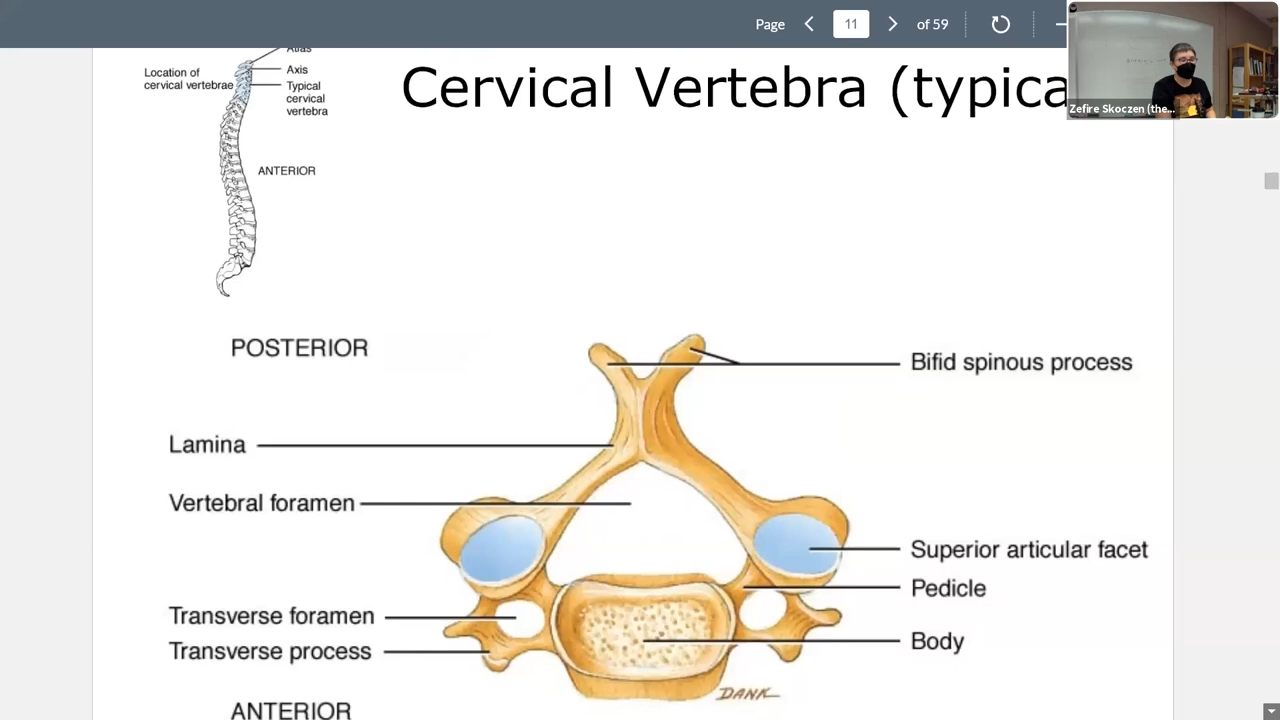 Page 11 of 59
Zefire Skoczen (the...
Atlas
Location of
cervical vertebrae
Axis
Typical
cervical
vertebra
Cervical Vertebra (typica
ANTERIOR
POSTERIOR
Bifid spinous process
Lamina
Vertebral foramen
Superior articular facet
Pedicle
Transverse foramen
Body
Transverse process
DANK
ANTERIOR